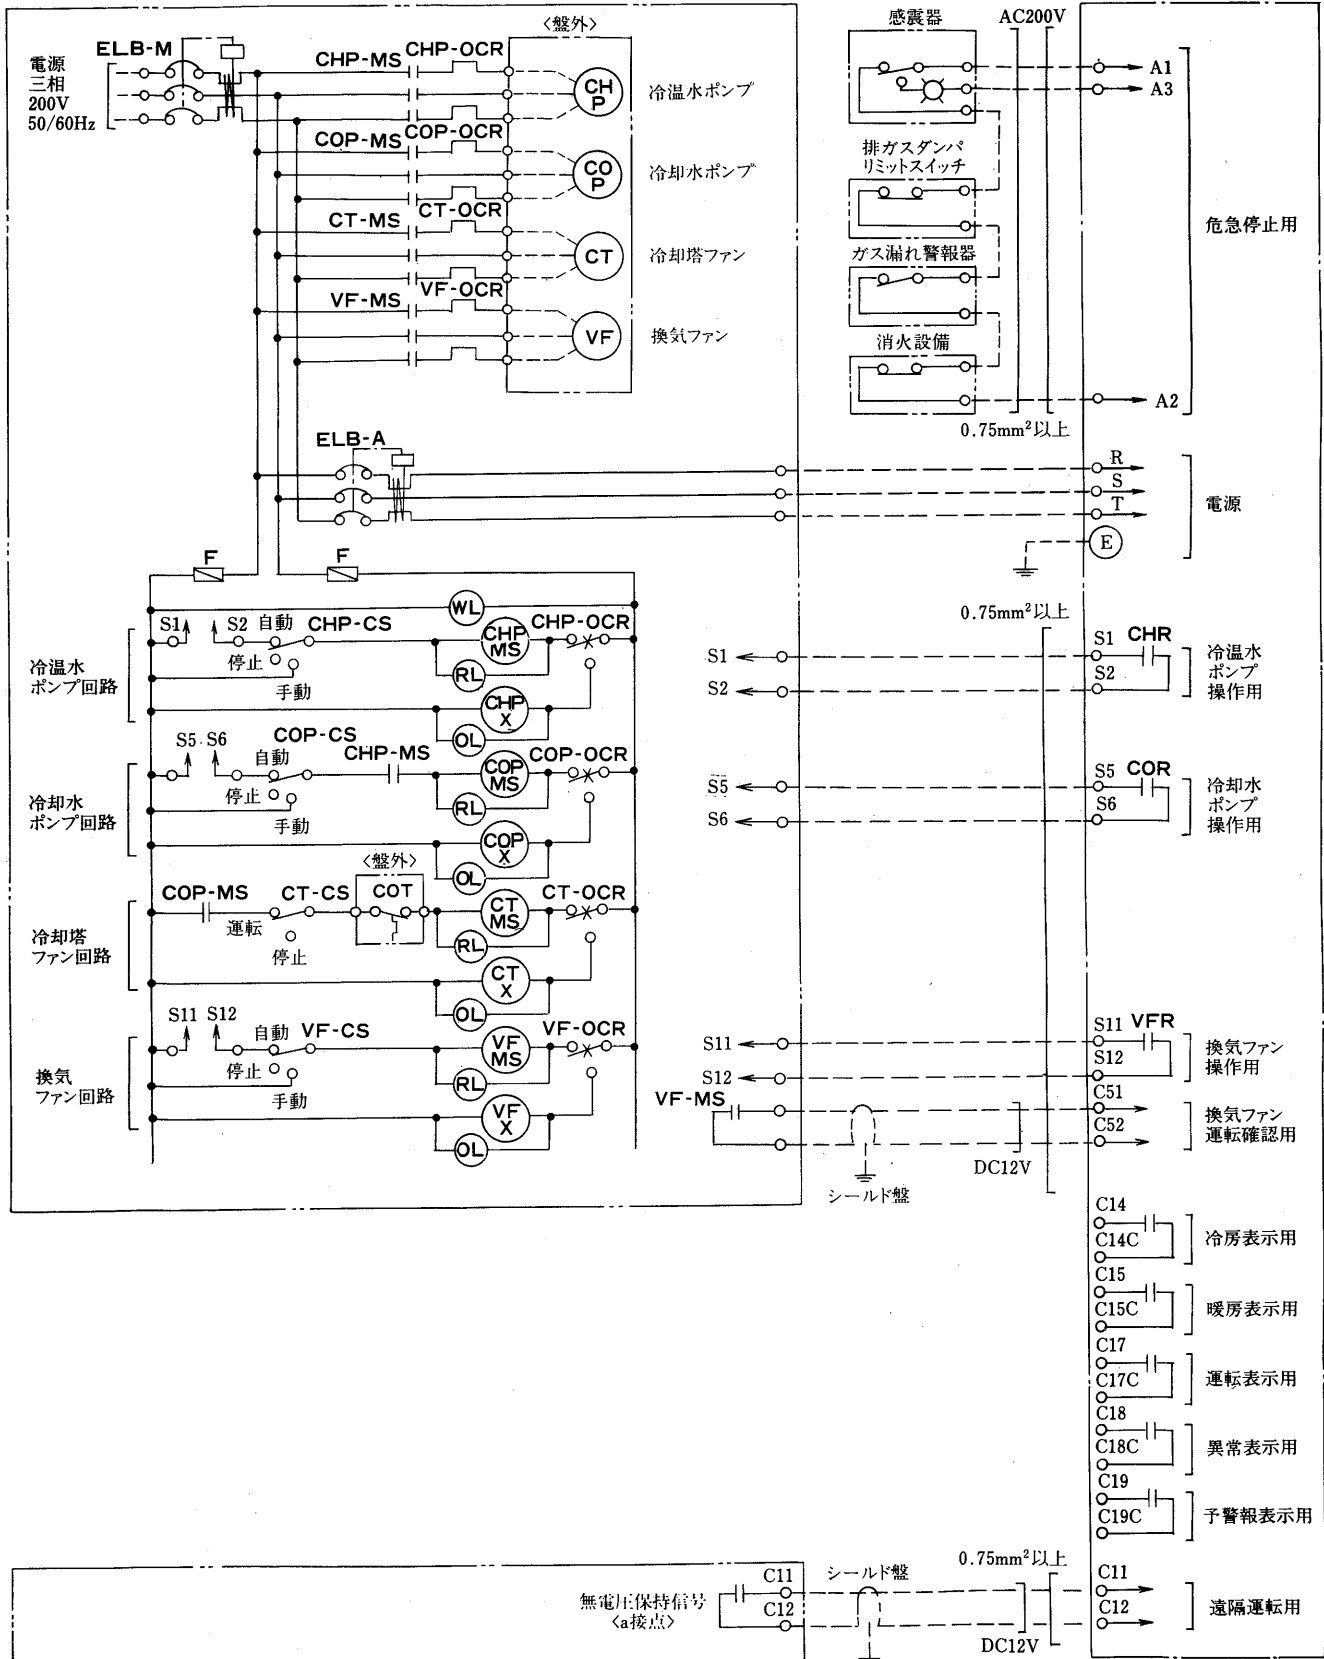 電源
三相
200V
50/60Hz
ELB-M
CHP-MS
CHP-OCR
〈盤外〉
CH
P
冷温水ポンプ
COP-MS
COP-OCR
CO
P
冷却水ポンプ
CT-MS
CT-OCR
CT
冷却塔ファン
VF-MS
VF-OCR
VF
換気ファン
感震器
AC200V
A1
A3
排ガスダンパ
リミットスイッチ
危急停止用
ガス漏れ警報器
消火設備
A2
0.75mm²以上
ELB-A
R
S
T
電源
E
F
F
WL
0.75mm²以上
冷温水
ポンプ回路
S1
S2
自動
停止
手動
CHP-CS
CHP
MS
CHP-OCR
RL
CHP
X
OL
S1
S2
S1
CHR
S2
冷温水
ポンプ
操作用
冷却水
ポンプ回路
S5
S6
COP-CS
自動
停止
手動
CHP-MS
COP
MS
COP-OCR
RL
COP
X
OL
S5
S6
S5
COR
S6
冷却水
ポンプ
操作用
冷却塔
ファン回路
COP-MS
運転
CT-CS
停止
〈盤外〉
COT
CT
MS
CT-OCR
RL
CT
X
OL
換気
ファン回路
S11
S12
自動
停止
手動
VF-CS
VF
MS
VF-OCR
RL
VF
X
OL
S11
S12
S11
VFR
S12
換気ファン
操作用
VF-MS
C51
C52
換気ファン
運転確認用
DC12V
シールド盤
C14
C14C
冷房表示用
C15
C15C
暖房表示用
C17
C17C
運転表示用
C18
C18C
異常表示用
C19
C19C
予警報表示用
無電圧保持信号
〈a接点〉
C11
C12
シールド盤
0.75mm²以上
DC12V
C11
C12
遠隔運転用